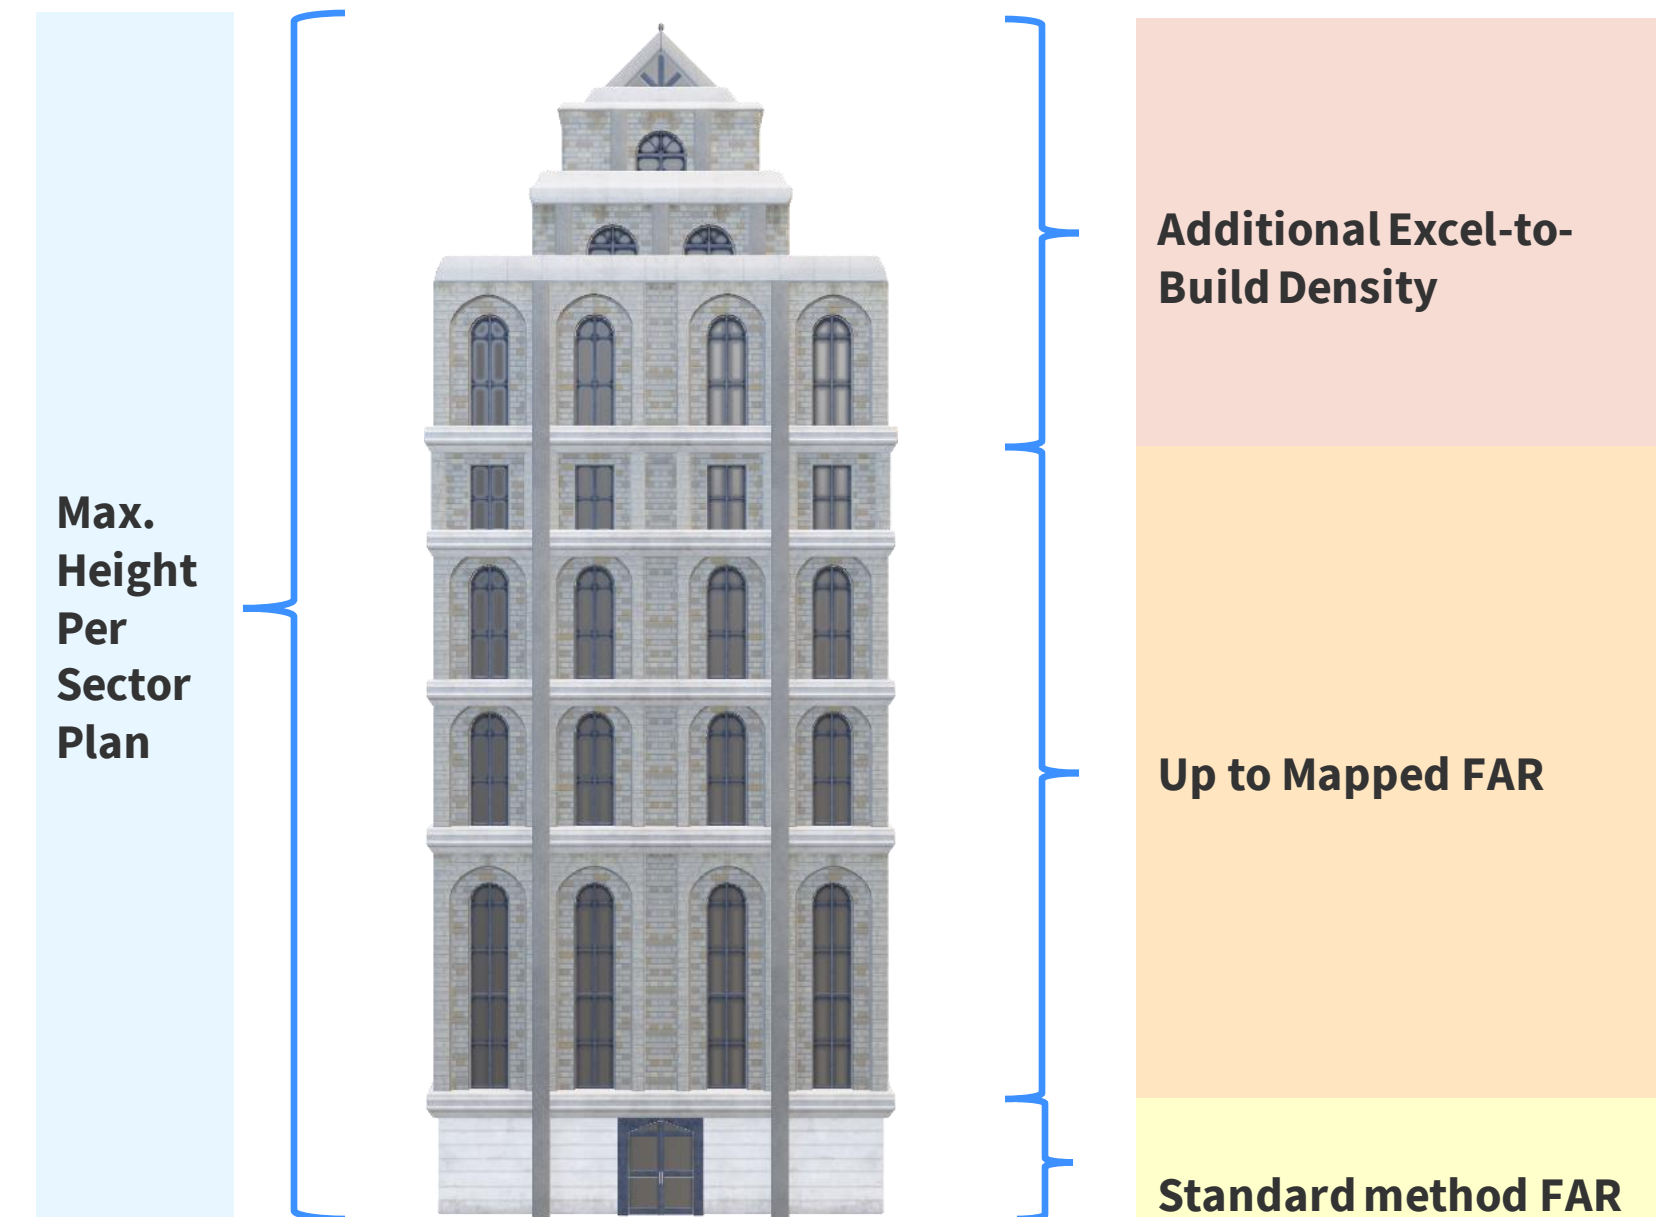 Max.
Height
Per
Sector
Plan
Additional Excel-to-
Build Density
Up to Mapped FAR
Standard method FAR